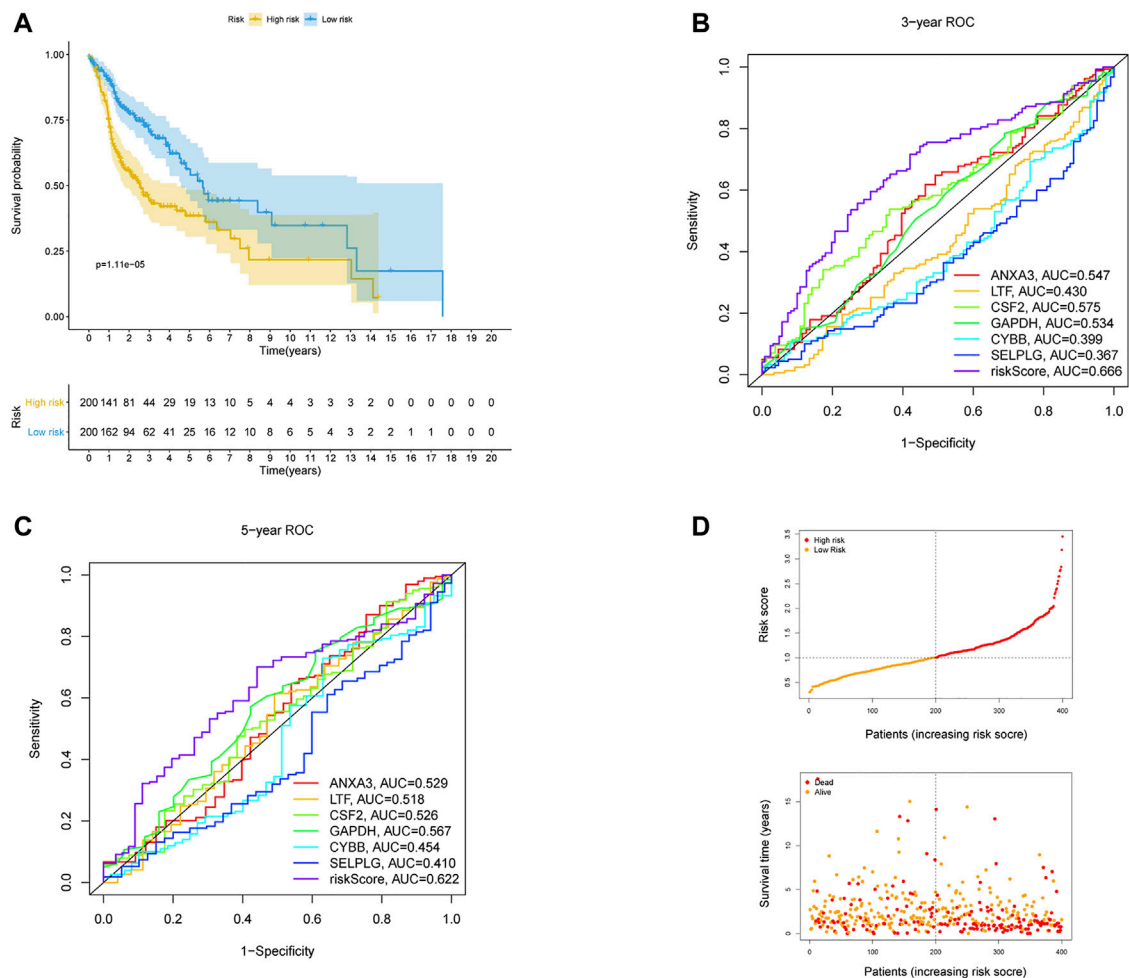 A
Risk High risk Low risk
Survival probability
1.00
0.75
0.50
0.25
0.00
p=1.11e−05
0 1 2 3 4 5 6 7 8 9 10 11 12 13 14 15 16 17 18 19 20
Time(years)
Risk
High risk 200 141 81 44 29 19 13 10 5 4 4 3 3 3 2 0 0 0 0 0 0
Low risk 200 162 94 62 41 25 16 12 10 8 6 5 4 3 2 2 1 1 0 0 0
0 1 2 3 4 5 6 7 8 9 10 11 12 13 14 15 16 17 18 19 20
Time(years)
B
3−year ROC
Sensitivity
1.0
0.8
0.6
0.4
0.2
0.0
ANXA3, AUC=0.547
LTF, AUC=0.430
CSF2, AUC=0.575
GAPDH, AUC=0.534
CYBB, AUC=0.399
SELPLG, AUC=0.367
riskScore, AUC=0.666
0.0 0.2 0.4 0.6 0.8 1.0
1−Specificity
C
5−year ROC
Sensitivity
1.0
0.8
0.6
0.4
0.2
0.0
ANXA3, AUC=0.529
LTF, AUC=0.518
CSF2, AUC=0.526
GAPDH, AUC=0.567
CYBB, AUC=0.454
SELPLG, AUC=0.410
riskScore, AUC=0.622
0.0 0.2 0.4 0.6 0.8 1.0
1−Specificity
D
Risk score
3.5
3.0
2.5
2.0
1.5
1.0
0.5
High risk
Low Risk
0 100 200 300 400
Patients (increasing risk socre)
Survival time (years)
15
10
5
0
Dead
Alive
0 100 200 300 400
Patients (increasing risk socre)